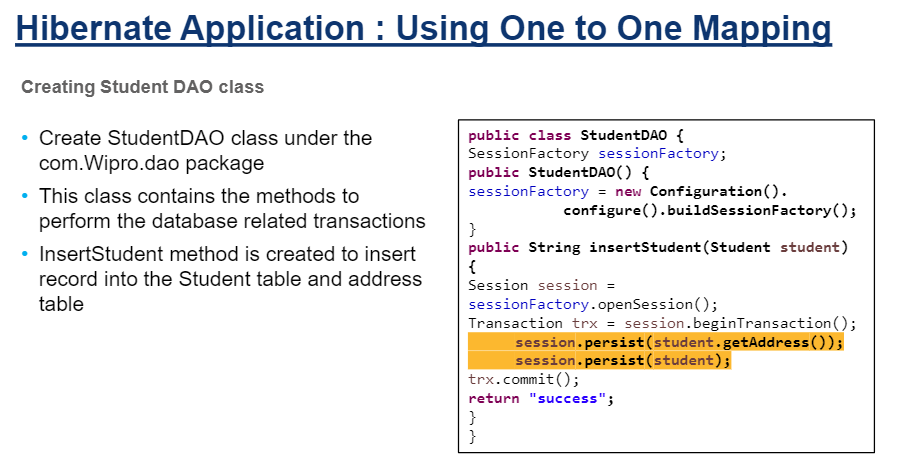 Hibernate Application : Using One to One Mapping
Creating Student DAO class
• Create StudentDAO class under the
com.Wipro.dao package
• This class contains the methods to
perform the database related transactions
• InsertStudent method is created to insert
record into the Student table and address
table
public class StudentDAO {
SessionFactory sessionFactory;
public StudentDAO() {
sessionFactory = new Configuration().
configure().buildSessionFactory();
}
public String insertStudent(Student student)
{
Session session =
sessionFactory.openSession();
Transaction trx = session.beginTransaction();
session.persist(student.getAddress());
session.persist(student);
trx.commit();
return "success";
}
}